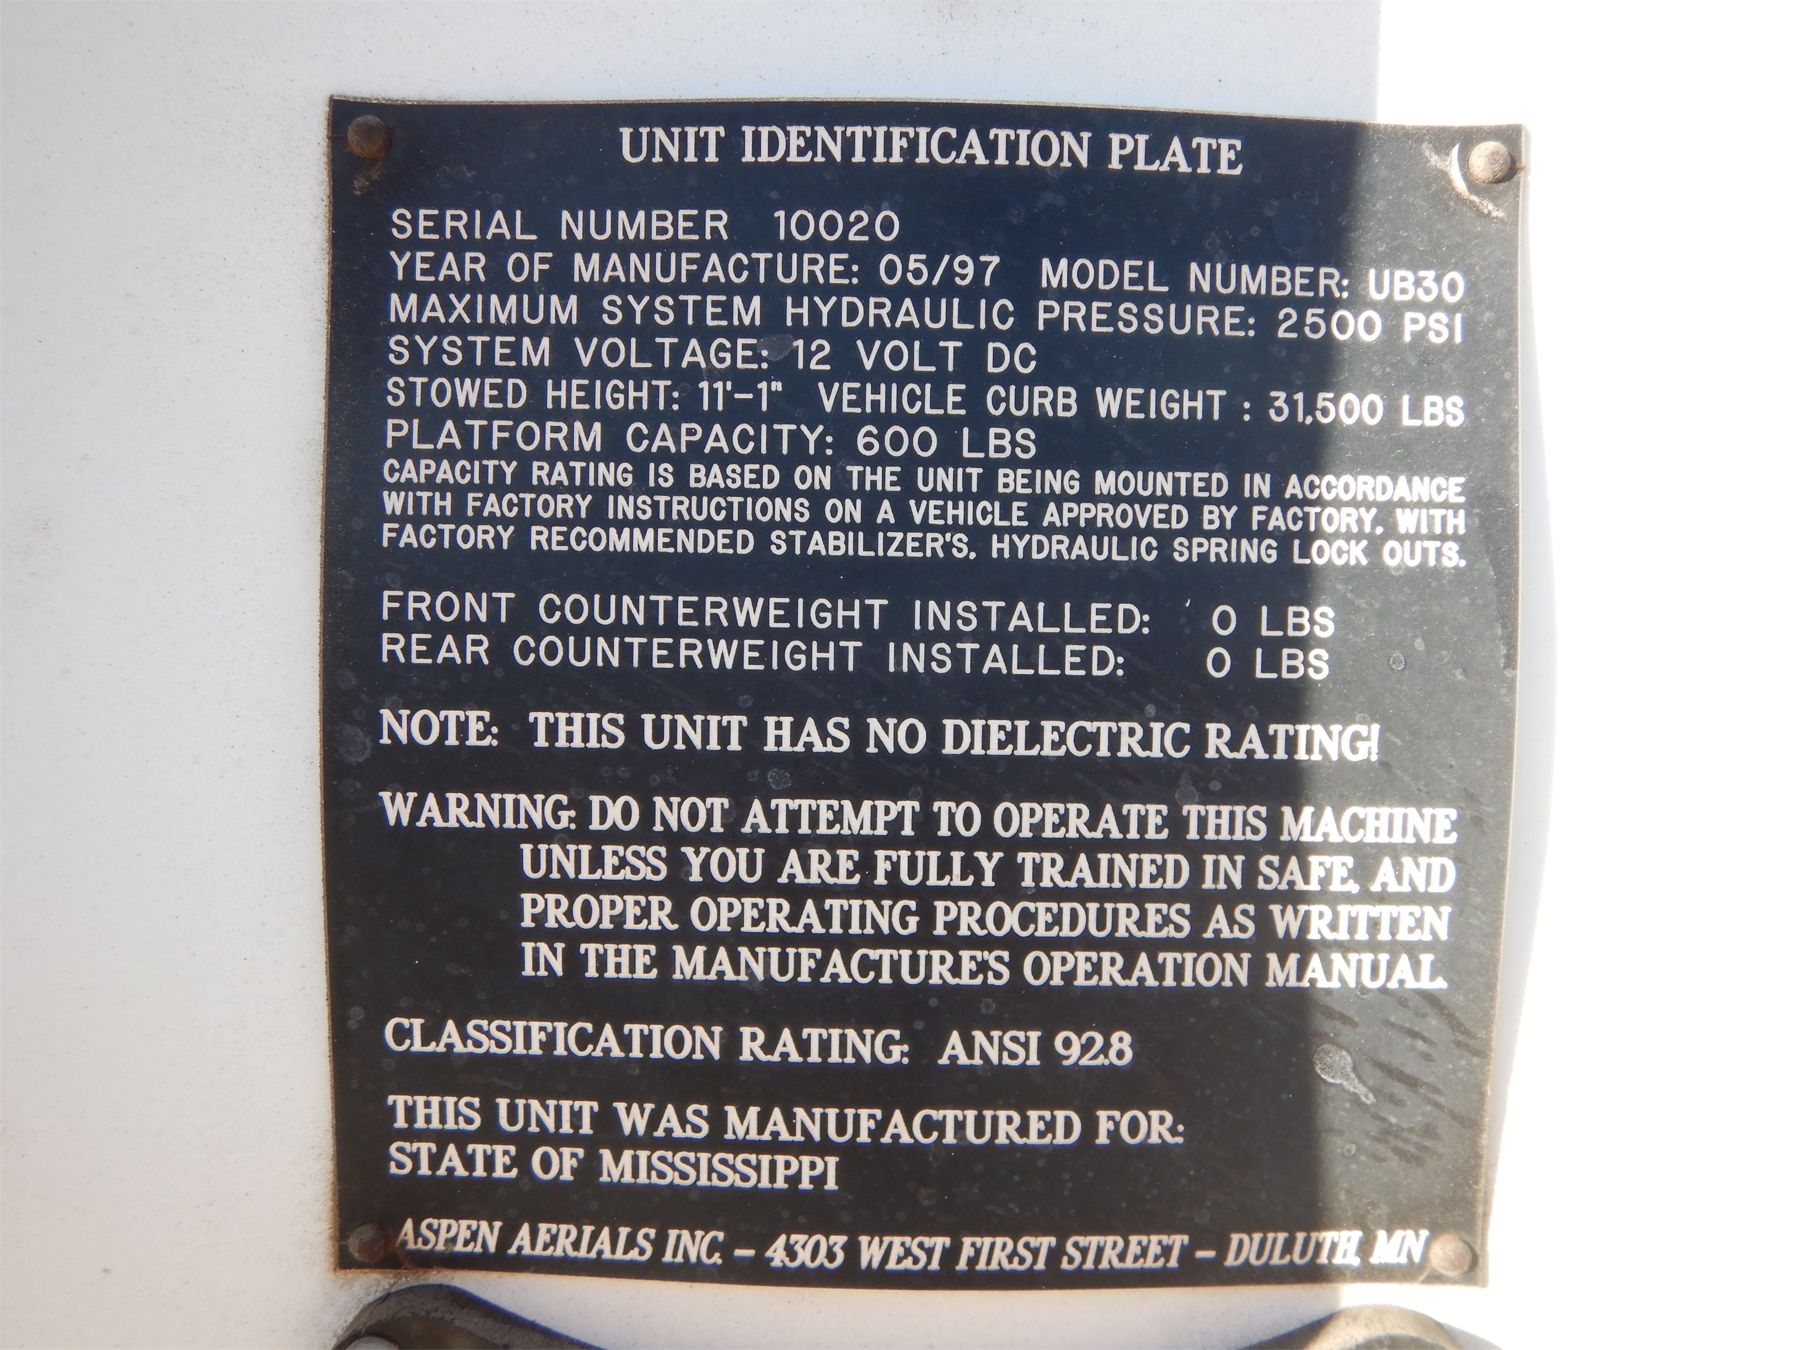 UNIT IDENTIFICATION PLATE
SERIAL NUMBER 10020
YEAR OF MANUFACTURE: 05/97 MODEL NUMBER: UB30
MAXIMUM SYSTEM HYDRAULIC PRESSURE: 2500 PSI
SYSTEM VOLTAGE: 12 VOLT DC
STOWED HEIGHT: 11'-1" VEHICLE CURB WEIGHT : 31,500 LBS
PLATFORM CAPACITY: 600 LBS
CAPACITY RATING IS BASED ON THE UNIT BEING MOUNTED IN ACCORDANCE
WITH FACTORY INSTRUCTIONS ON A VEHICLE APPROVED BY FACTORY, WITH
FACTORY RECOMMENDED STABILIZER'S, HYDRAULIC SPRING LOCK OUTS.
FRONT COUNTERWEIGHT INSTALLED: 0 LBS
REAR COUNTERWEIGHT INSTALLED: 0 LBS
NOTE: THIS UNIT HAS NO DIELECTRIC RATING!
WARNING: DO NOT ATTEMPT TO OPERATE THIS MACHINE
UNLESS YOU ARE FULLY TRAINED IN SAFE, AND
PROPER OPERATING PROCEDURES AS WRITTEN
IN THE MANUFACTURE'S OPERATION MANUAL.
CLASSIFICATION RATING: ANSI 92.8
THIS UNIT WAS MANUFACTURED FOR:
STATE OF MISSISSIPPI
ASPEN AERIALS INC. - 4303 WEST FIRST STREET - DULUTH, MN